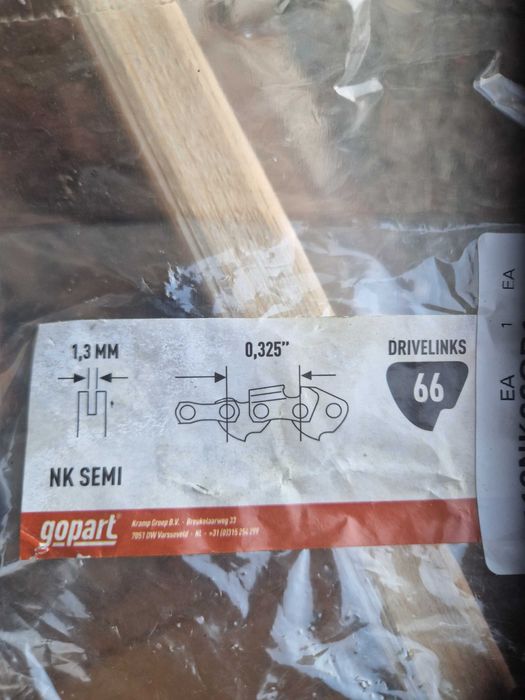 1,3 MM
0,325"
DRIVELINKS
66
NK SEMI
gopart
Kramp Groep B.V. - Breukelaarweg 33
7051 DW Varsseveld - NL - +31 (0)315 254 299
EA 1 EA